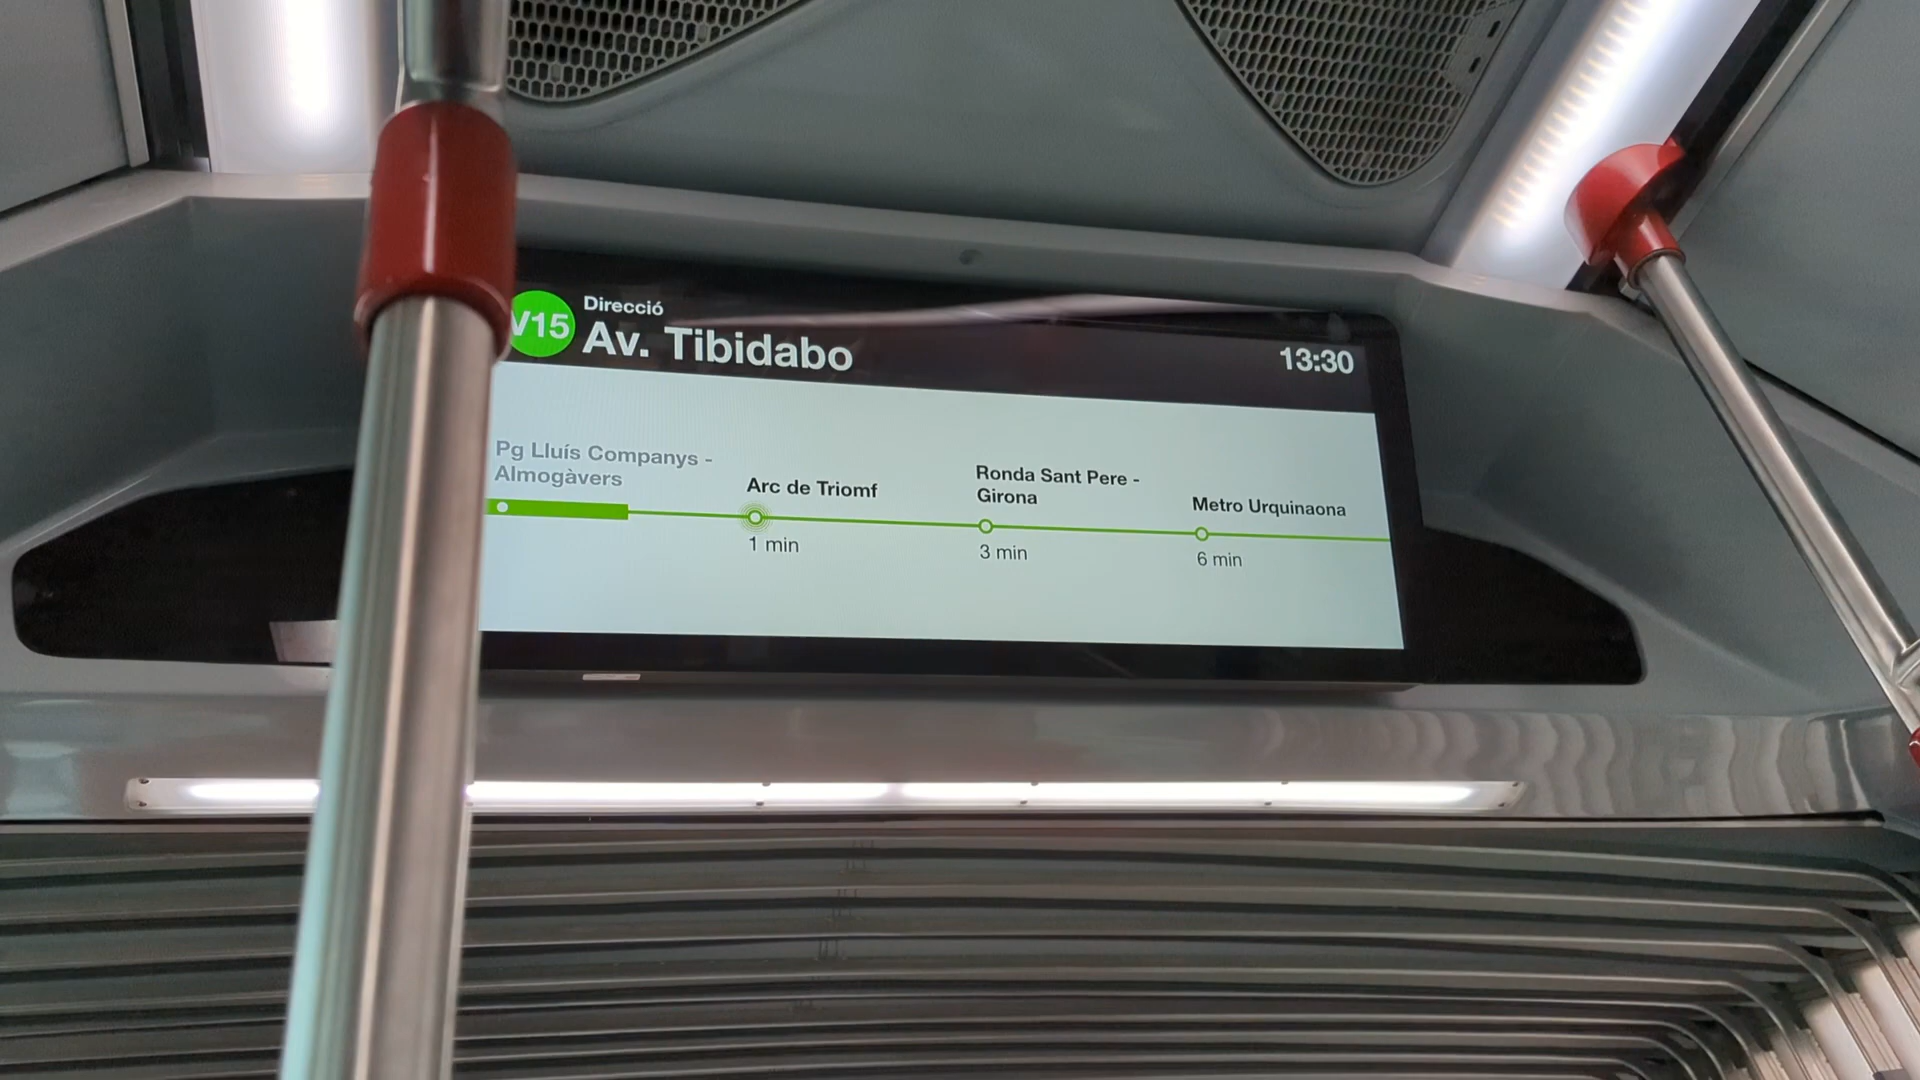 V15
Direcció
Av. Tibidabo
13:30
Pg Lluís Companys -
Almogàvers
Arc de Triomf
1 min
Ronda Sant Pere -
Girona
3 min
Metro Urquinaona
6 min